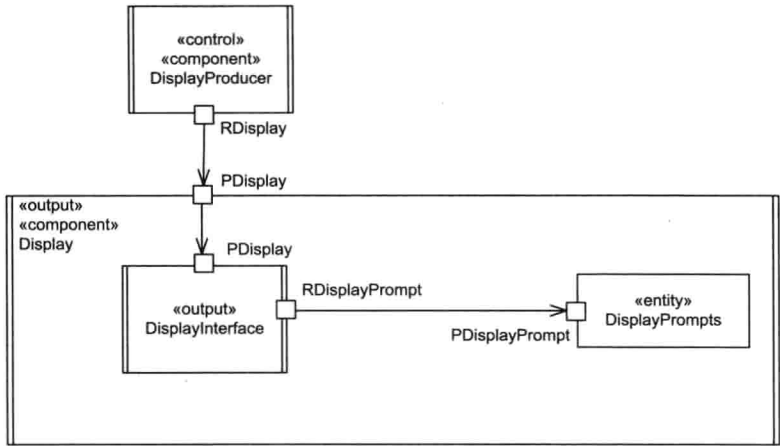 «control»
«component»
DisplayProducer
RDisplay
PDisplay
«output»
«component»
Display
PDisplay
«output»
DisplayInterface
RDisplayPrompt
PDisplayPrompt
«entity»
DisplayPrompts